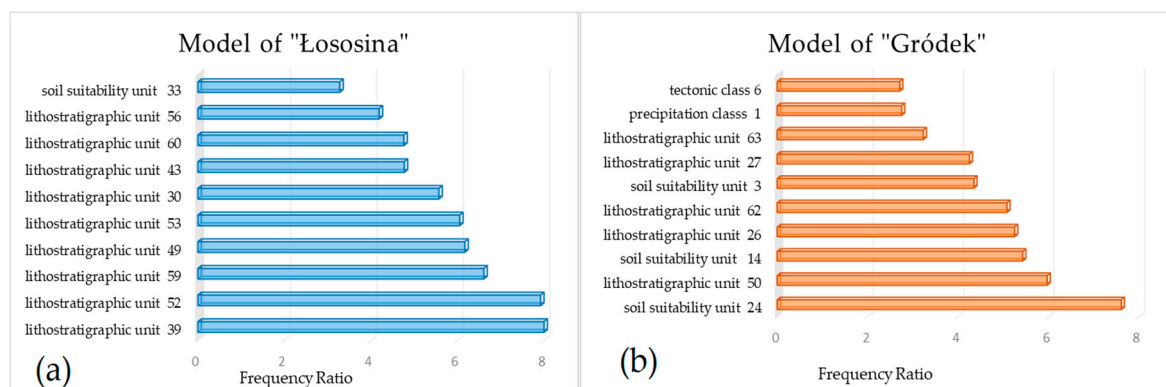 Model of "Łososina"
soil suitability unit 33
lithostratigraphic unit 56
lithostratigraphic unit 60
lithostratigraphic unit 43
lithostratigraphic unit 30
lithostratigraphic unit 53
lithostratigraphic unit 49
lithostratigraphic unit 59
lithostratigraphic unit 52
lithostratigraphic unit 39
0 2 4 6 8
Frequency Ratio
(a)
Model of "Gródek"
tectonic class 6
precipitation classs 1
lithostratigraphic unit 63
lithostratigraphic unit 27
soil suitability unit 3
lithostratigraphic unit 62
lithostratigraphic unit 26
soil suitability unit 14
lithostratigraphic unit 50
soil suitability unit 24
0 2 4 6 8
Frequency Ratio
(b)